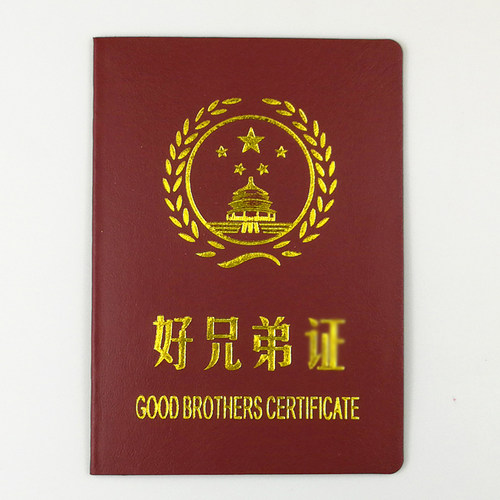 好兄弟证
GOOD BROTHERS CERTIFICATE